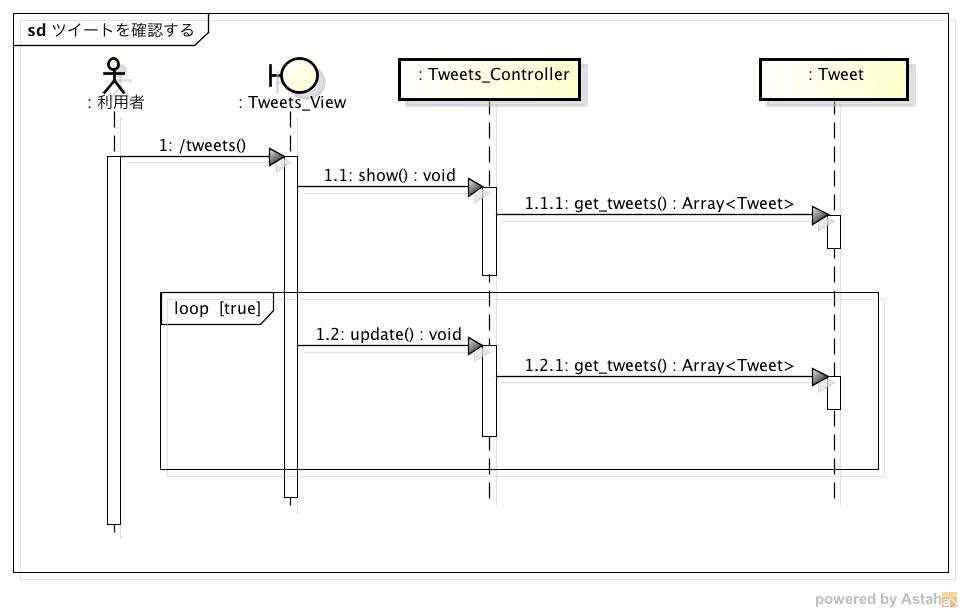 sd ツイートを確認する
: 利用者
: Tweets_View
: Tweets_Controller
: Tweet
1: /tweets()
1.1: show() : void
1.1.1: get_tweets() : Array<Tweet>
loop [true]
1.2: update() : void
1.2.1: get_tweets() : Array<Tweet>
powered by Astah